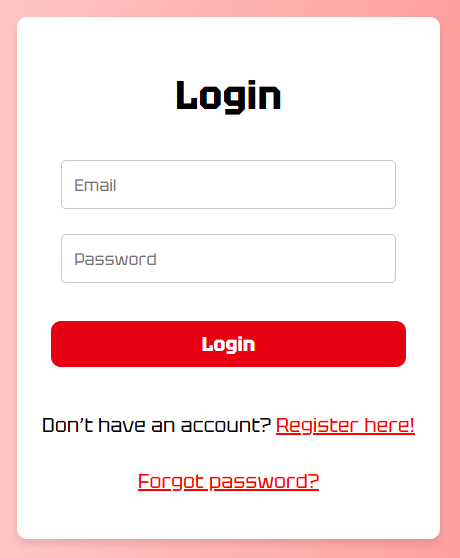 Login
Email
Password
Login
Don't have an account? Register here!
Forgot password?